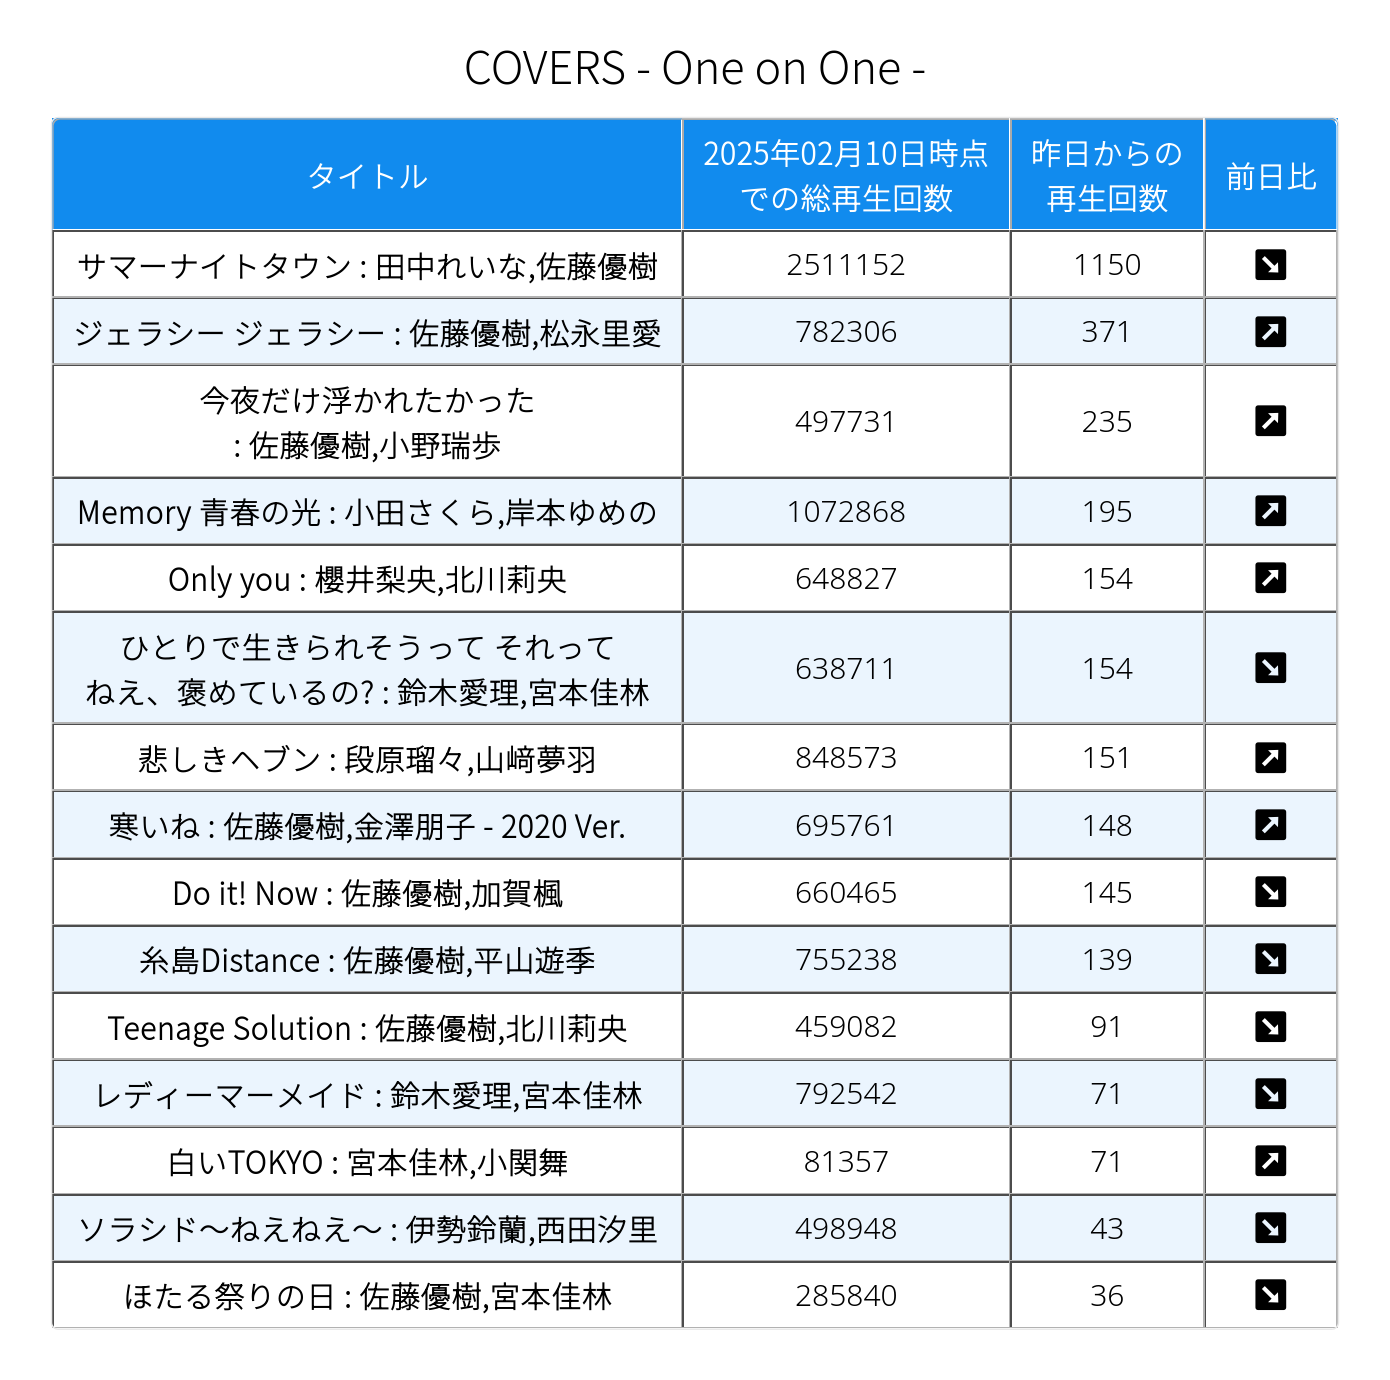 COVERS - One on One -
タイトル
2025年02月10日時点
での総再生回数
昨日からの
再生回数
前日比
サマーナイトタウン : 田中れいな,佐藤優樹
2511152
1150
ジェラシー ジェラシー : 佐藤優樹,松永里愛
782306
371
今夜だけ浮かれたかった
: 佐藤優樹,小野瑞歩
497731
235
Memory 青春の光 : 小田さくら,岸本ゆめの
1072868
195
Only you : 櫻井梨央,北川莉央
648827
154
ひとりで生きられそうって それって
ねえ、褒めているの? : 鈴木愛理,宮本佳林
638711
154
悲しきヘブン : 段原瑠々,山﨑夢羽
848573
151
寒いね : 佐藤優樹,金澤朋子 - 2020 Ver.
695761
148
Do it! Now : 佐藤優樹,加賀楓
660465
145
糸島Distance : 佐藤優樹,平山遊季
755238
139
Teenage Solution : 佐藤優樹,北川莉央
459082
91
レディーマーメイド : 鈴木愛理,宮本佳林
792542
71
白いTOKYO : 宮本佳林,小関舞
81357
71
ソラシド～ねえねえ～ : 伊勢鈴蘭,西田汐里
498948
43
ほたる祭りの日 : 佐藤優樹,宮本佳林
285840
36